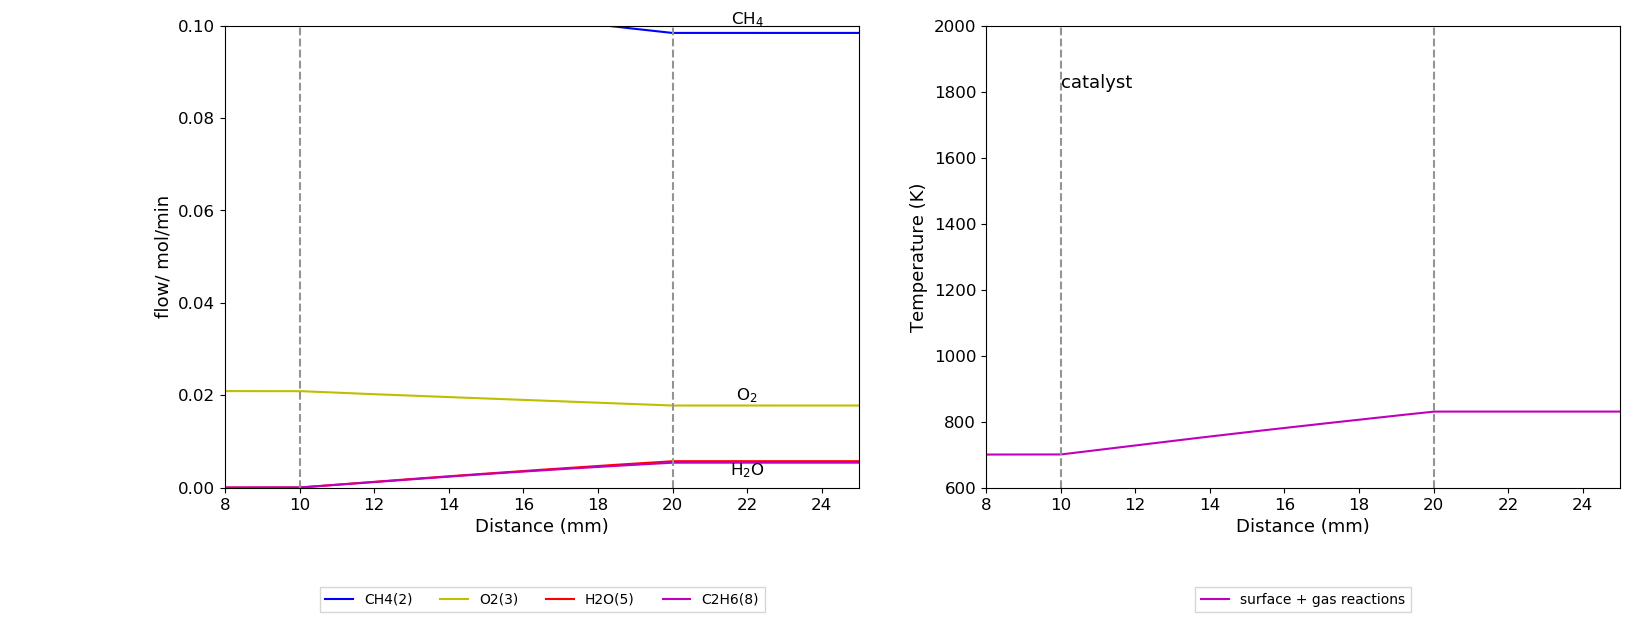 CH₄
0.10
0.08
0.06
0.04
0.02
0.00
flow/ mol/min
O₂
H₂O
8 10 12 14 16 18 20 22 24
Distance (mm)
CH4(2) O2(3) H2O(5) C2H6(8)
2000
1800
1600
1400
1200
1000
800
600
Temperature (K)
catalyst
8 10 12 14 16 18 20 22 24
Distance (mm)
surface + gas reactions